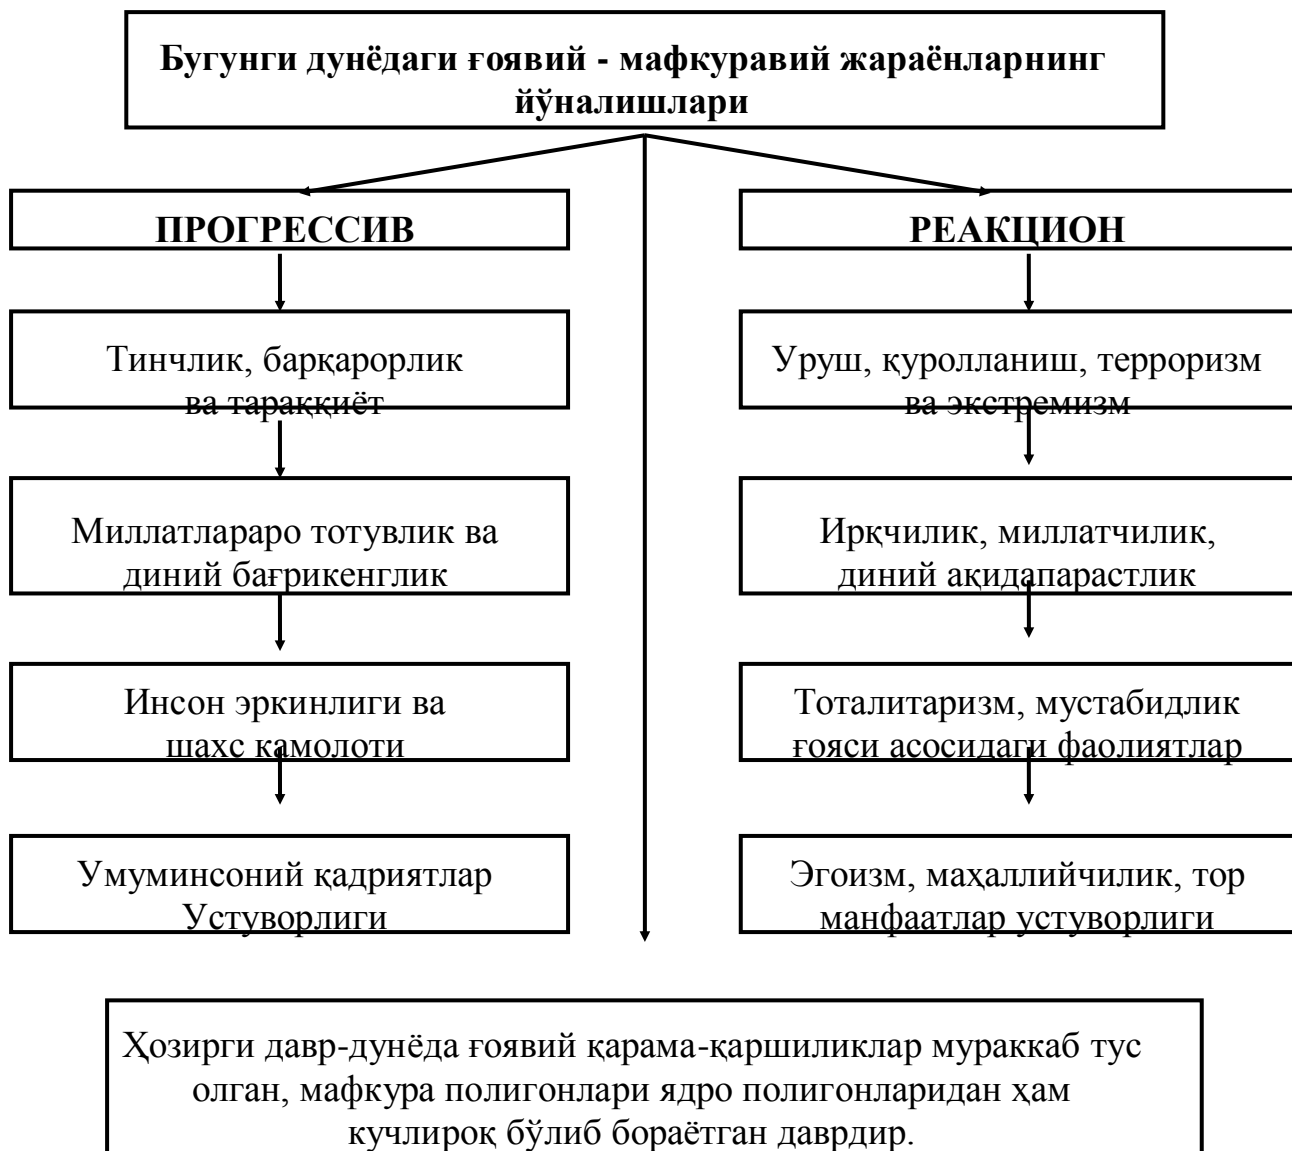 Бугунги дунёдаги ғоявий - мафкуравий жараёнларнинг
йўналишлари
ПРОГРЕССИВ
РЕАКЦИОН
Тинчлик, барқарорлик
ва тараққиёт
Уруш, қуролланиш, терроризм
ва экстремизм
Миллатлараро тотувлик ва
диний бағрикенглик
Ирқчилик, миллатчилик,
диний ақидапарастлик
Инсон эркинлиги ва
шахс камолоти
Тоталитаризм, мустабидлик
ғояси асосидаги фаолиятлар
Умуминсоний қадриятлар
Устуворлиги
Эгоизм, маҳаллийчилик, тор
манфаатлар устуворлиги
Ҳозирги давр-дунёда ғоявий қарама-қаршиликлар мураккаб тус
олган, мафкура полигонлари ядро полигонларидан ҳам
кучлироқ бўлиб бораётган даврдир.